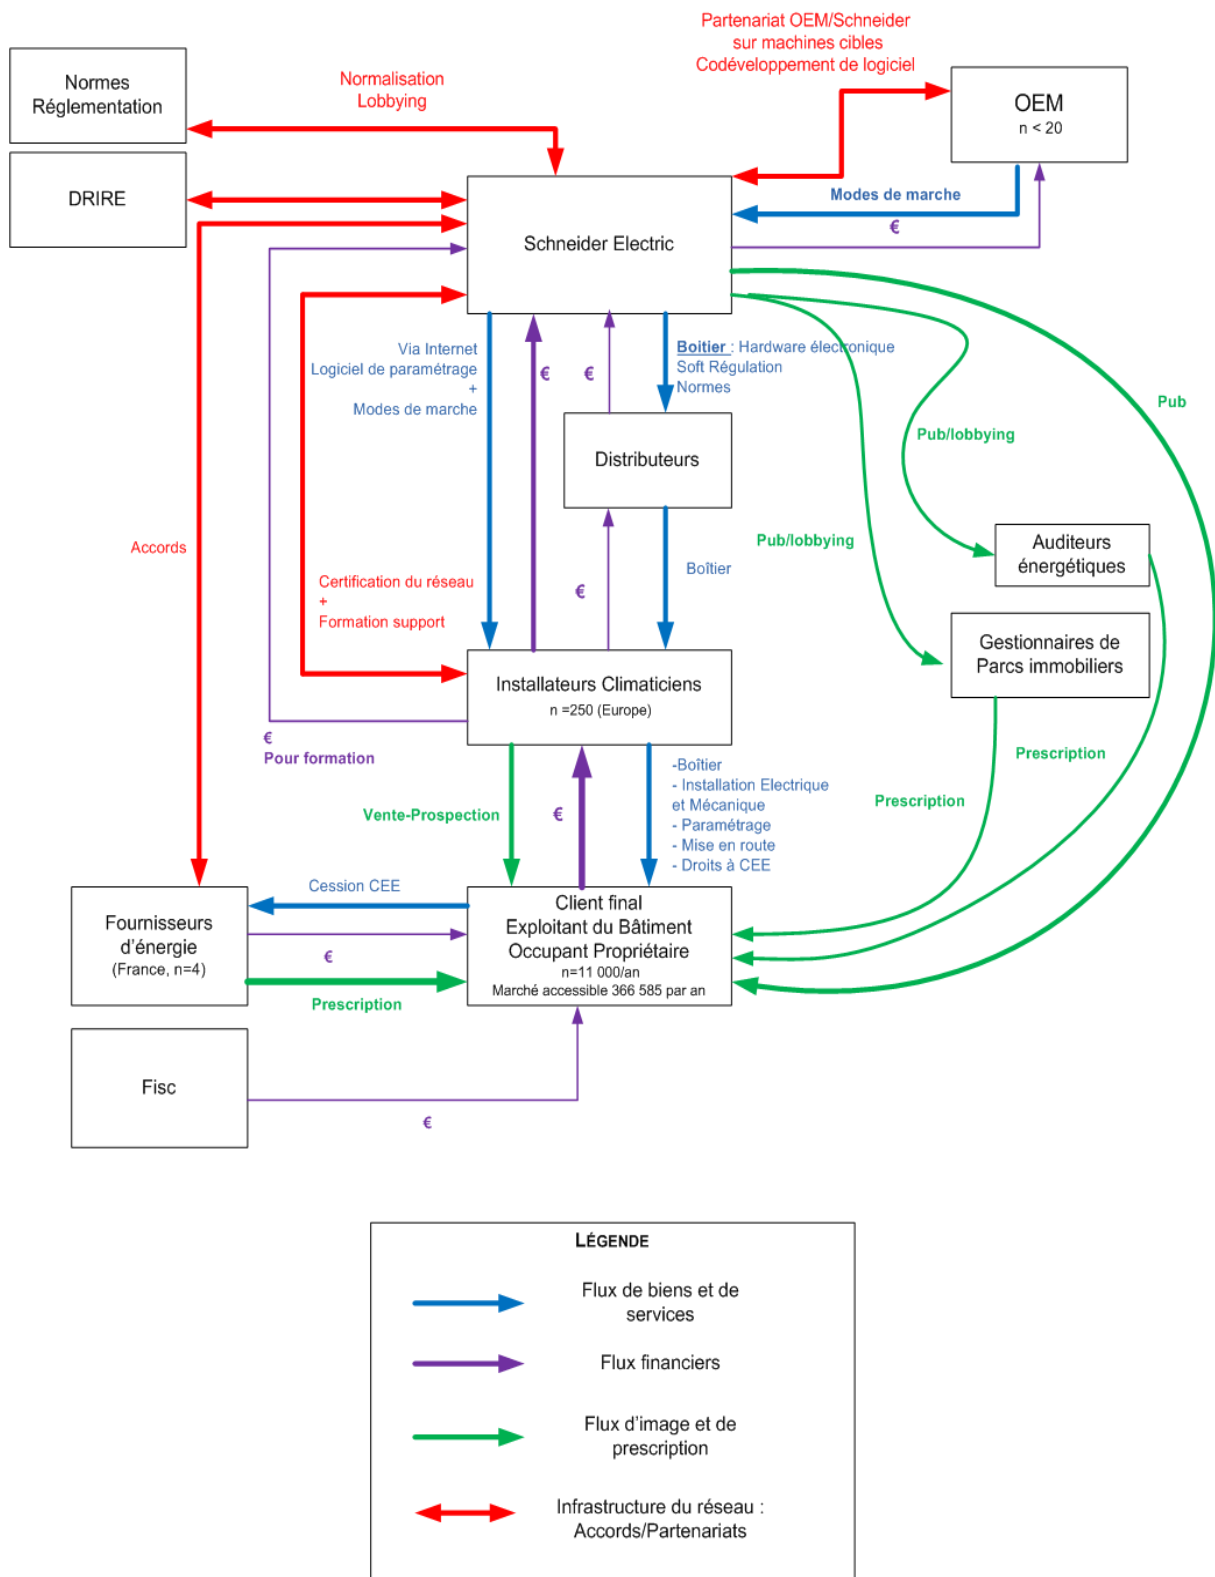 Partenariat OEM/Schneider
sur machines cibles
Codéveloppement de logiciel
Normes
Réglementation
Normalisation
Lobbying
OEM
n < 20
DRIRE
Modes de marche
€
Schneider Electric
Via Internet
Logiciel de paramétrage
+
Modes de marche
€
€
Boitier : Hardware électronique
Soft Régulation
Normes
Pub
Pub/lobbying
Distributeurs
Pub/lobbying
Accords
Auditeurs
énergétiques
Boîtier
Certification du réseau
+
Formation support
€
Gestionnaires de
Parcs immobiliers
Installateurs Climaticiens
n =250 (Europe)
€
Pour formation
Vente-Prospection
€
-Boîtier
- Installation Electrique
et Mécanique
- Paramétrage
- Mise en route
- Droits à CEE
Prescription
Prescription
Cession CEE
Fournisseurs
d’énergie
(France, n=4)
€
Prescription
Client final
Exploitant du Bâtiment
Occupant Propriétaire
n=11 000/an
Marché accessible 366 585 par an
Fisc
€
LÉGENDE
Flux de biens et de
services
Flux financiers
Flux d’image et de
prescription
Infrastructure du réseau :
Accords/Partenariats